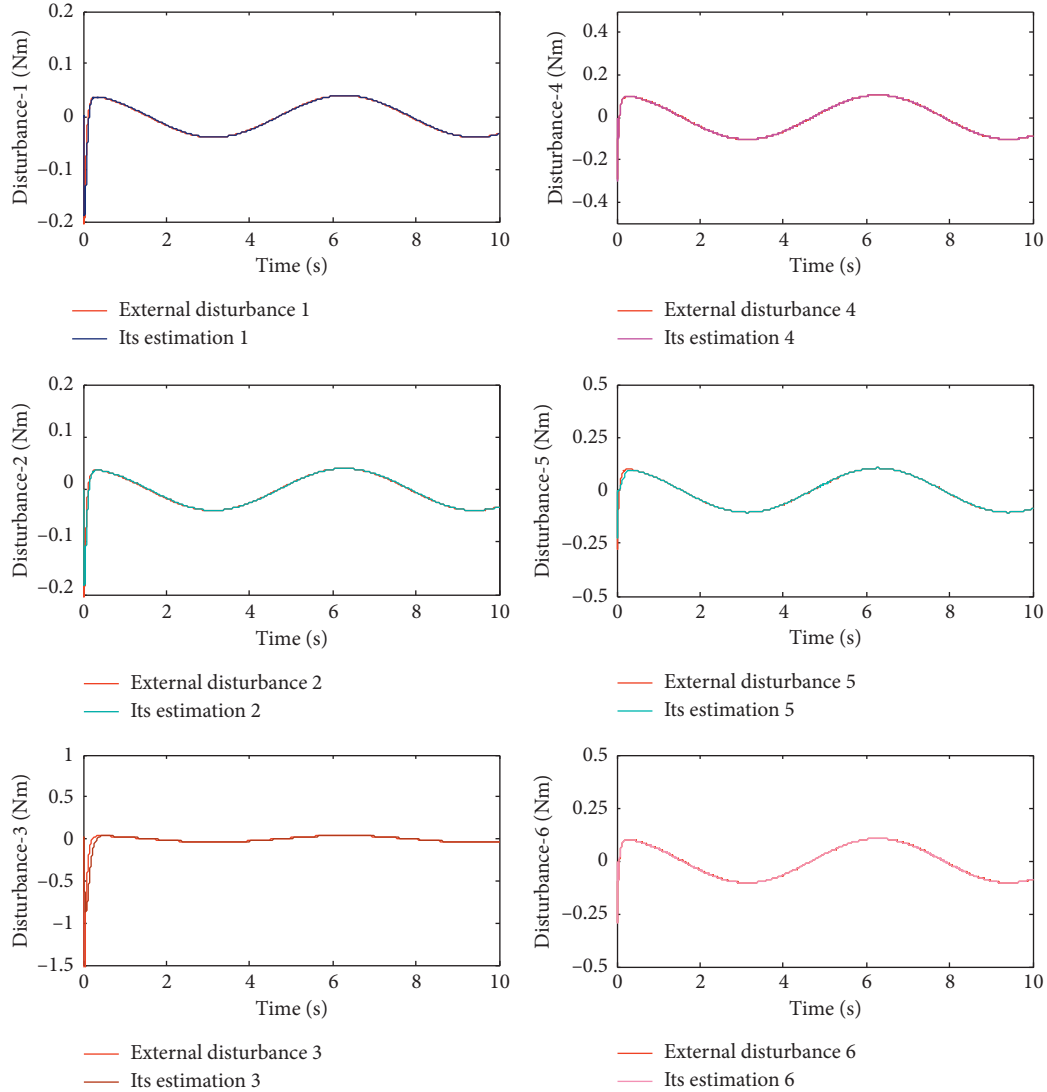 0.2
0.1
0
–0.1
–0.2
Disturbance-1 (Nm)
0 2 4 6 8 10
Time (s)
External disturbance 1
Its estimation 1
0.4
0.2
0
–0.2
–0.4
Disturbance-4 (Nm)
0 2 4 6 8 10
Time (s)
External disturbance 4
Its estimation 4
0.2
0.1
0
–0.1
–0.2
Disturbance-2 (Nm)
0 2 4 6 8 10
Time (s)
External disturbance 2
Its estimation 2
0.5
0.25
0
–0.25
–0.5
Disturbance-5 (Nm)
0 2 4 6 8 10
Time (s)
External disturbance 5
Its estimation 5
1
0.5
0
–0.5
–1
–1.5
Disturbance-3 (Nm)
0 2 4 6 8 10
Time (s)
External disturbance 3
Its estimation 3
0.5
0.25
0
–0.25
–0.5
Disturbance-6 (Nm)
0 2 4 6 8 10
Time (s)
External disturbance 6
Its estimation 6